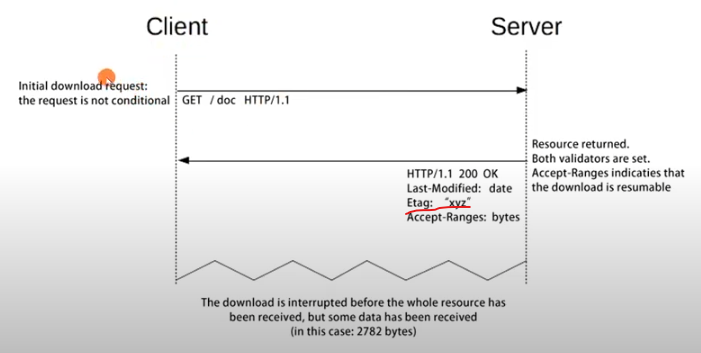 Client
Server
Initial download request:
the request is not conditional
GET / doc HTTP/1.1
Resource returned.
Both validators are set.
Accept-Ranges indicaties that
the download is resumable
HTTP/1.1 200 OK
Last-Modified: date
Etag: "xyz"
Accept-Ranges: bytes
The download is interrupted before the whole resource has
been received, but some data has been received
(in this case: 2782 bytes)